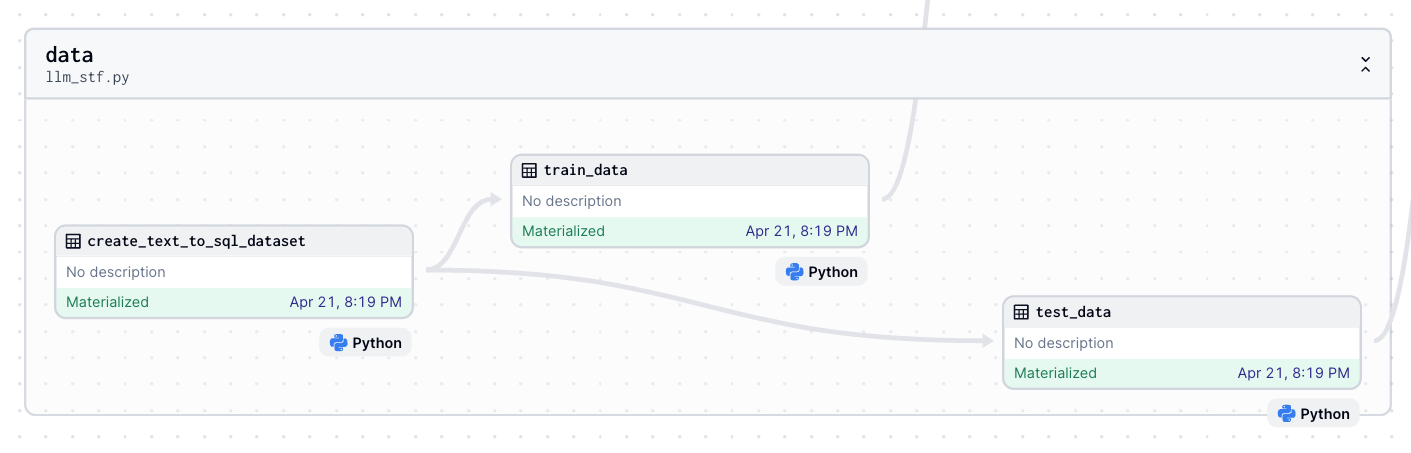 data
llm_stf.py
train_data
No description
Materialized Apr 21, 8:19 PM
Python
create_text_to_sql_dataset
No description
Materialized Apr 21, 8:19 PM
Python
test_data
No description
Materialized Apr 21, 8:19 PM
Python